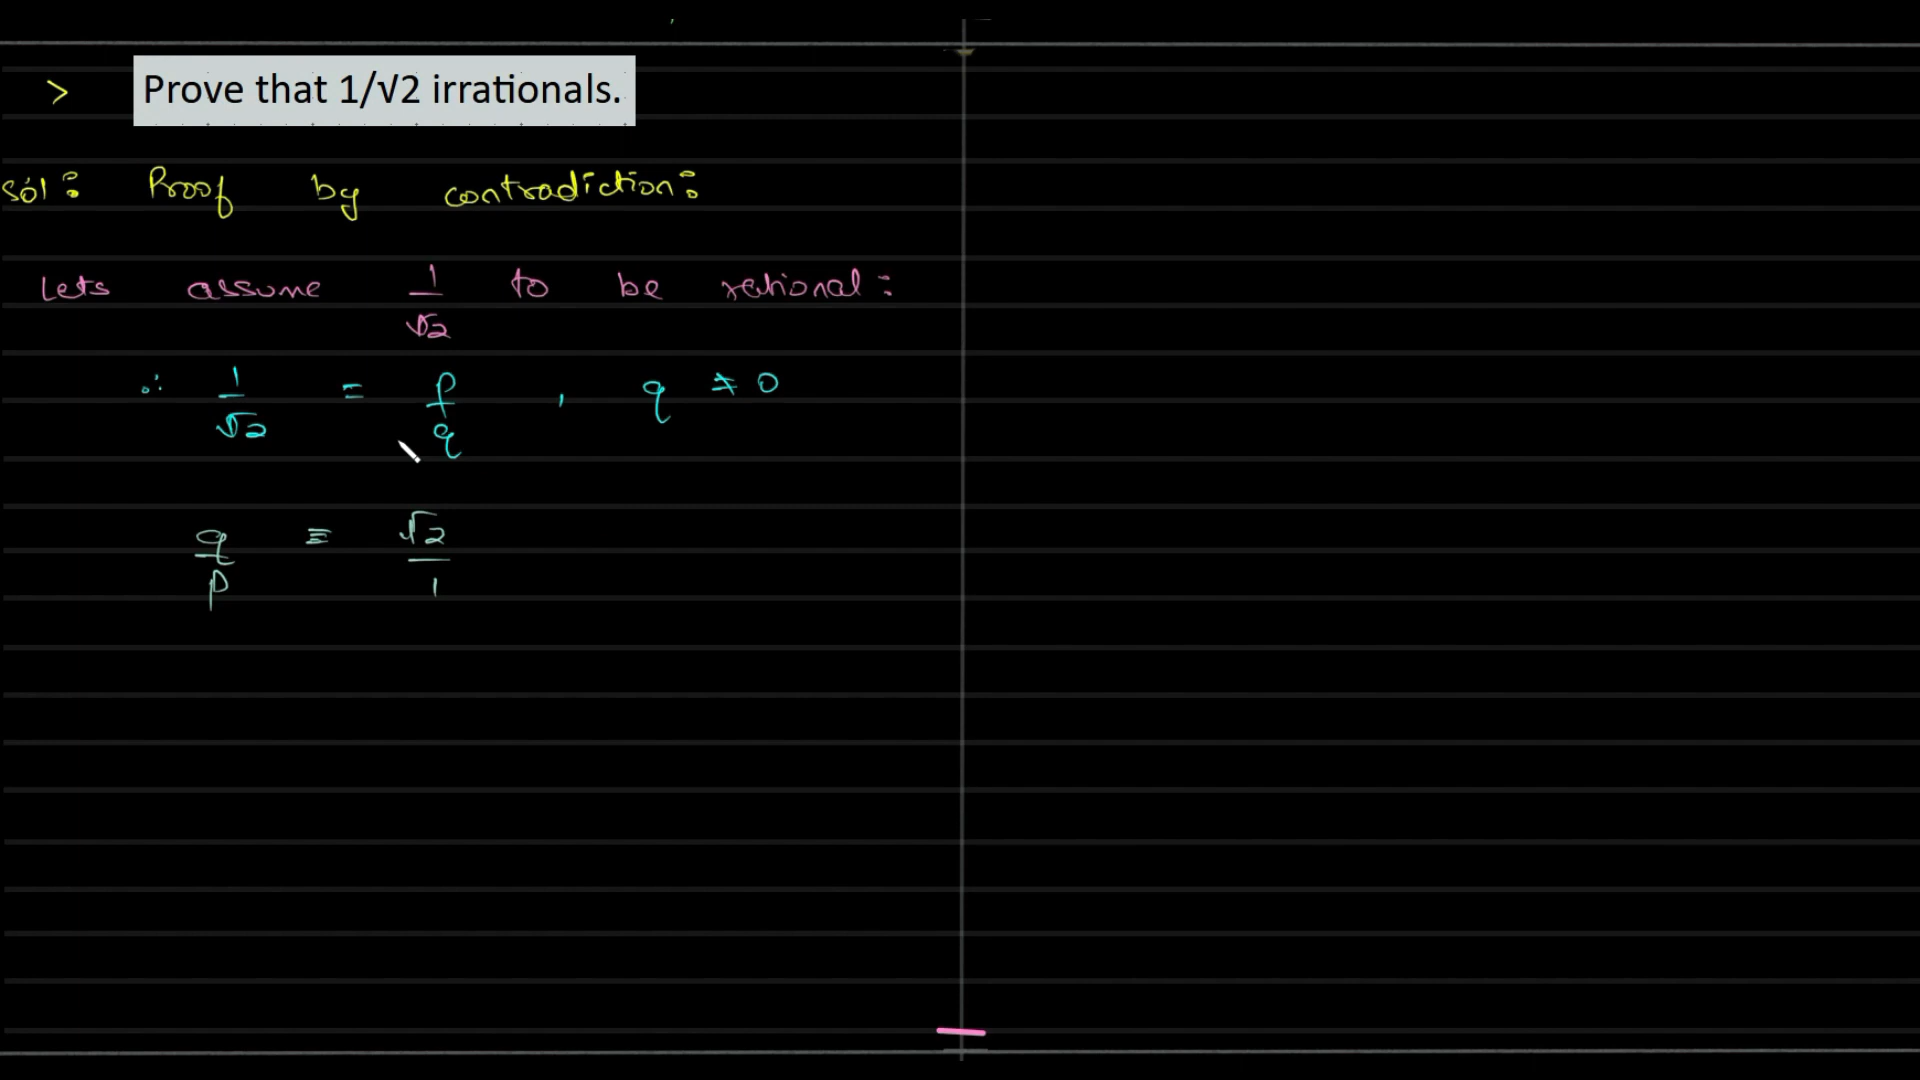 > Prove that 1/√2 irrationals.
Sol: Proof by contradiction:
Lets assume 1/√2 to be rational:
∴ 1/√2 = p/q , q ≠ 0
q/p = √2/1